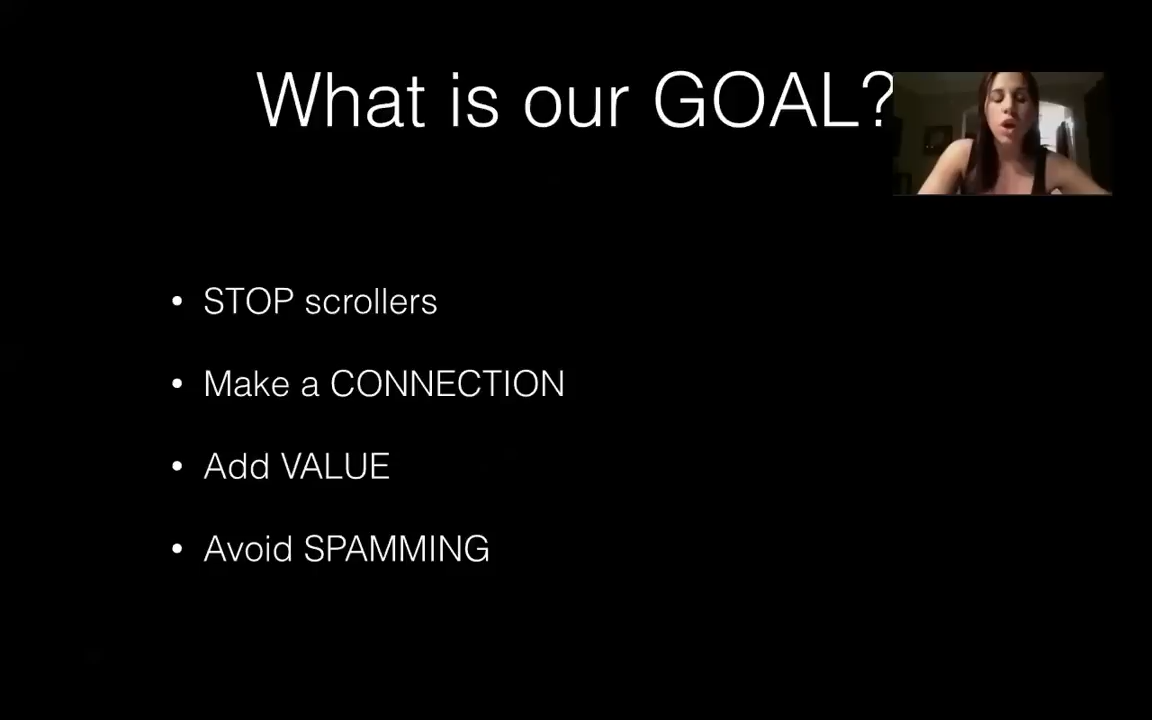 What is our GOAL?
• STOP scrollers
• Make a CONNECTION
• Add VALUE
• Avoid SPAMMING